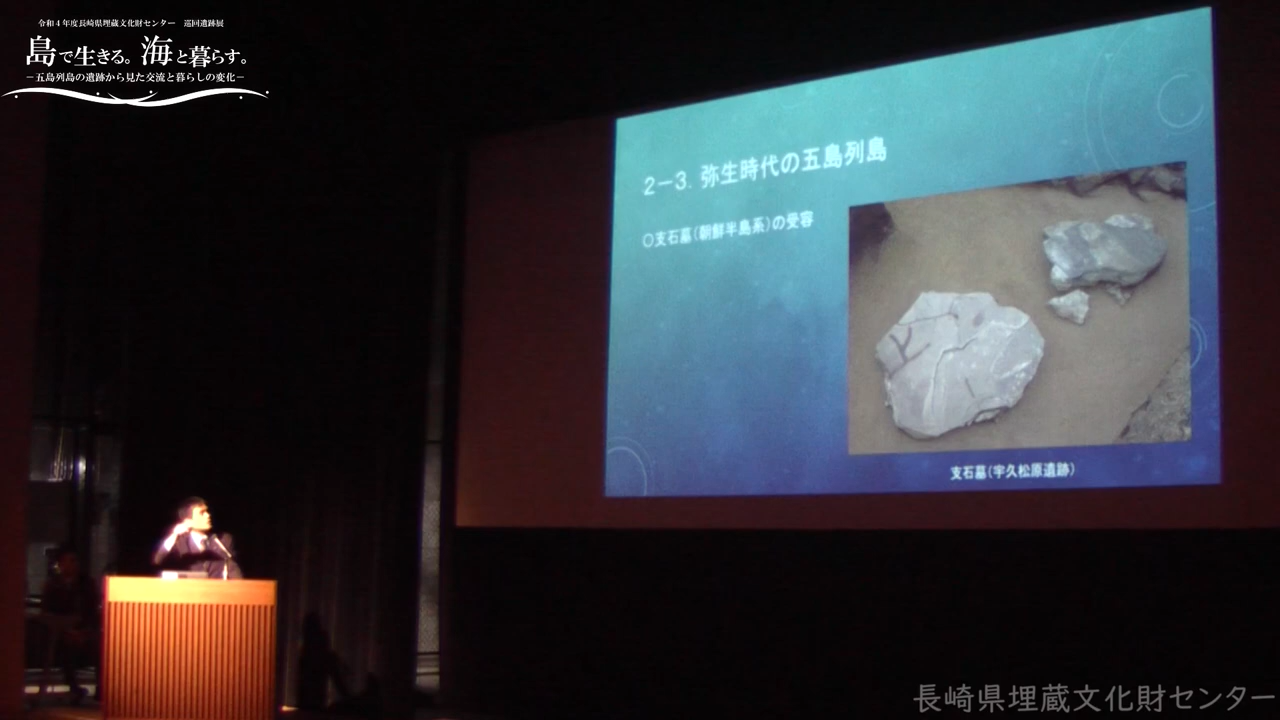 令和4年度長崎県埋蔵文化財センター 巡回遺跡展
島で生きる。海と暮らす。
－五島列島の遺跡から見た交流と暮らしの変化－
2－3. 弥生時代の五島列島
○支石墓(朝鮮半島系)の受容
支石墓(宇久松原遺跡)
長崎県埋蔵文化財センター